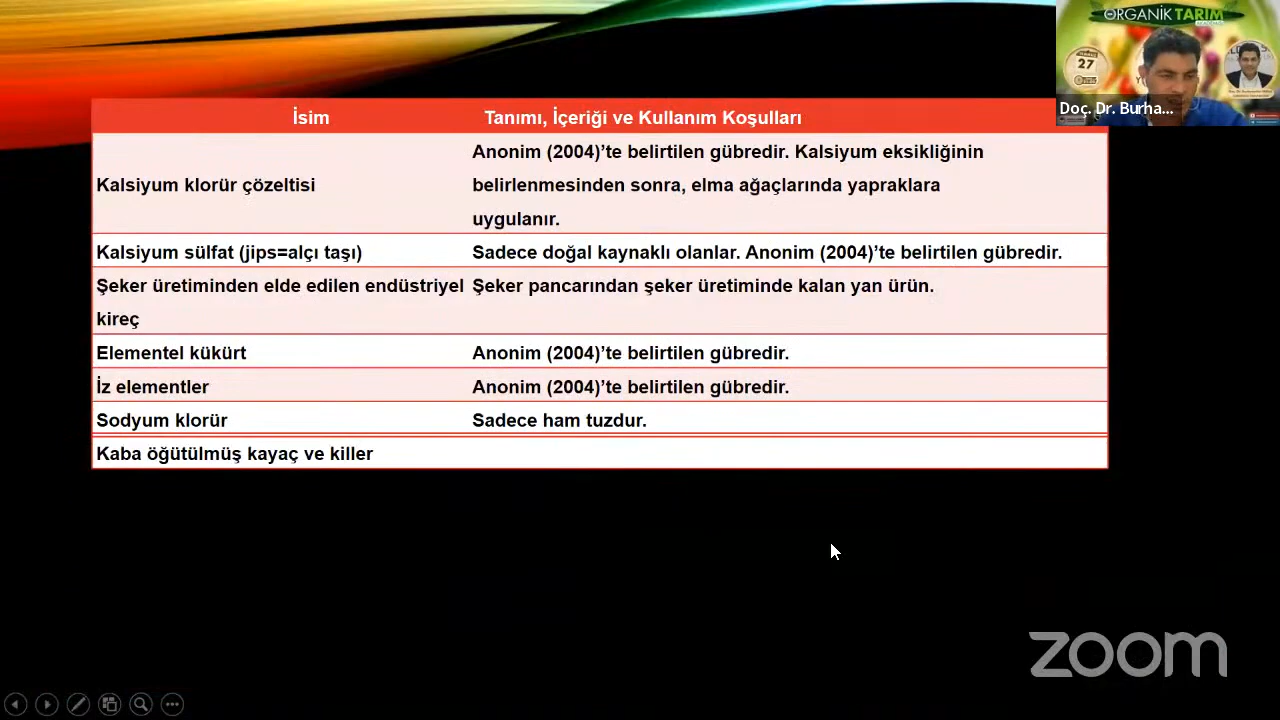 ORGANİK TARIM
27
Doç. Dr. Burha...
İsim
Tanımı, İçeriği ve Kullanım Koşulları
Kalsiyum klorür çözeltisi
Anonim (2004)’te belirtilen gübredir. Kalsiyum eksikliğinin
belirlenmesinden sonra, elma ağaçlarında yapraklara
uygulanır.
Kalsiyum sülfat (jips=alçı taşı)
Sadece doğal kaynaklı olanlar. Anonim (2004)’te belirtilen gübredir.
Şeker üretiminden elde edilen endüstriyel
kireç
Şeker pancarından şeker üretiminde kalan yan ürün.
Elementel kükürt
Anonim (2004)’te belirtilen gübredir.
İz elementler
Anonim (2004)’te belirtilen gübredir.
Sodyum klorür
Sadece ham tuzdur.
Kaba öğütülmüş kayaç ve killer
zoom